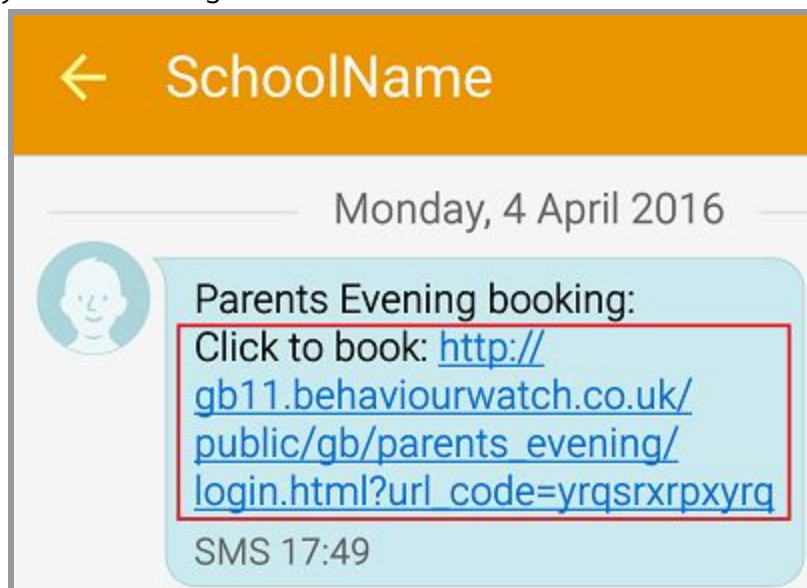 SchoolName
Monday, 4 April 2016
Parents Evening booking:
Click to book: http://
gb11.behaviourwatch.co.uk/
public/gb/parents_evening/
login.html?url_code=yrqsrxrpxyrq
SMS 17:49